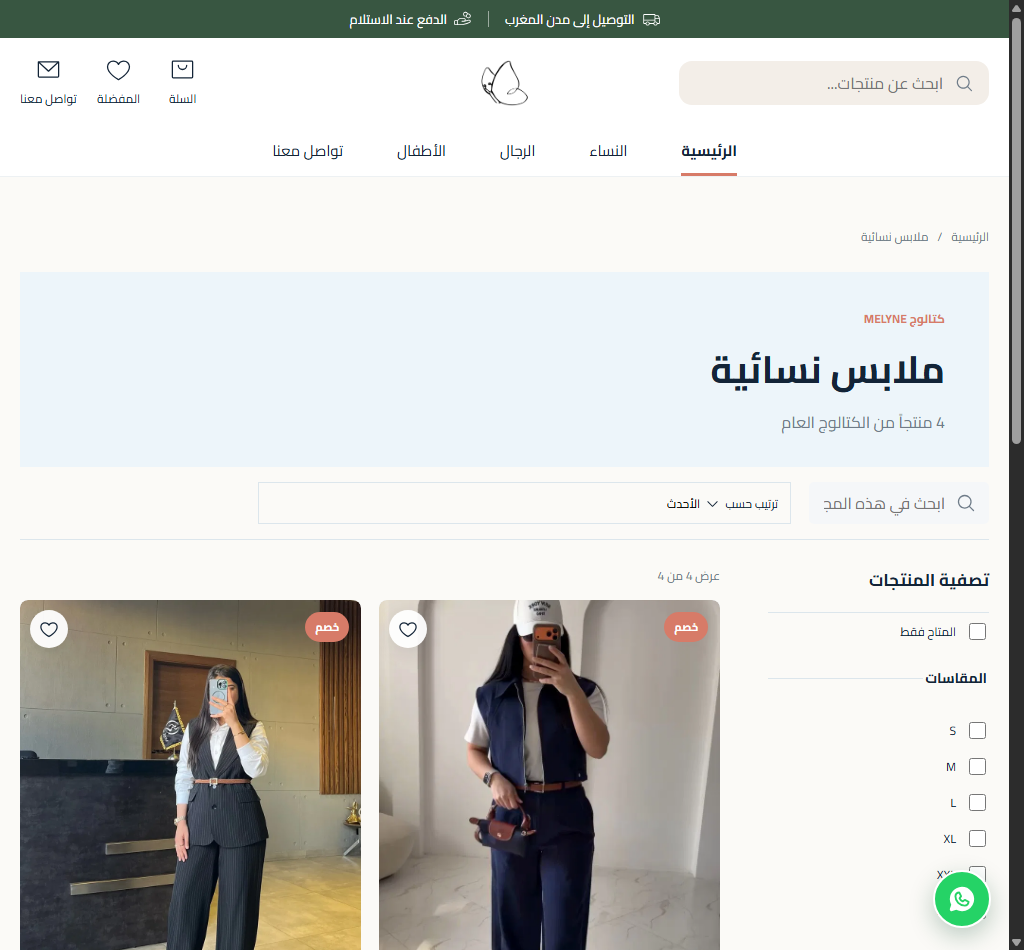 التوصيل إلى مدن المغرب
الدفع عند الاستلام
ابحث عن منتجات...
السلة
المفضلة
تواصل معنا
الرئيسية
النساء
الرجال
الأطفال
تواصل معنا
الرئيسية / ملابس نسائية
كتالوج MELYNE
ملابس نسائية
4 منتجاً من الكتالوج العام
ابحث في هذه المج
ترتيب حسب الأحدث
تصفية المنتجات
عرض 4 من 4
المتاح فقط
المقاسات
S
M
L
XL
خصم
خصم